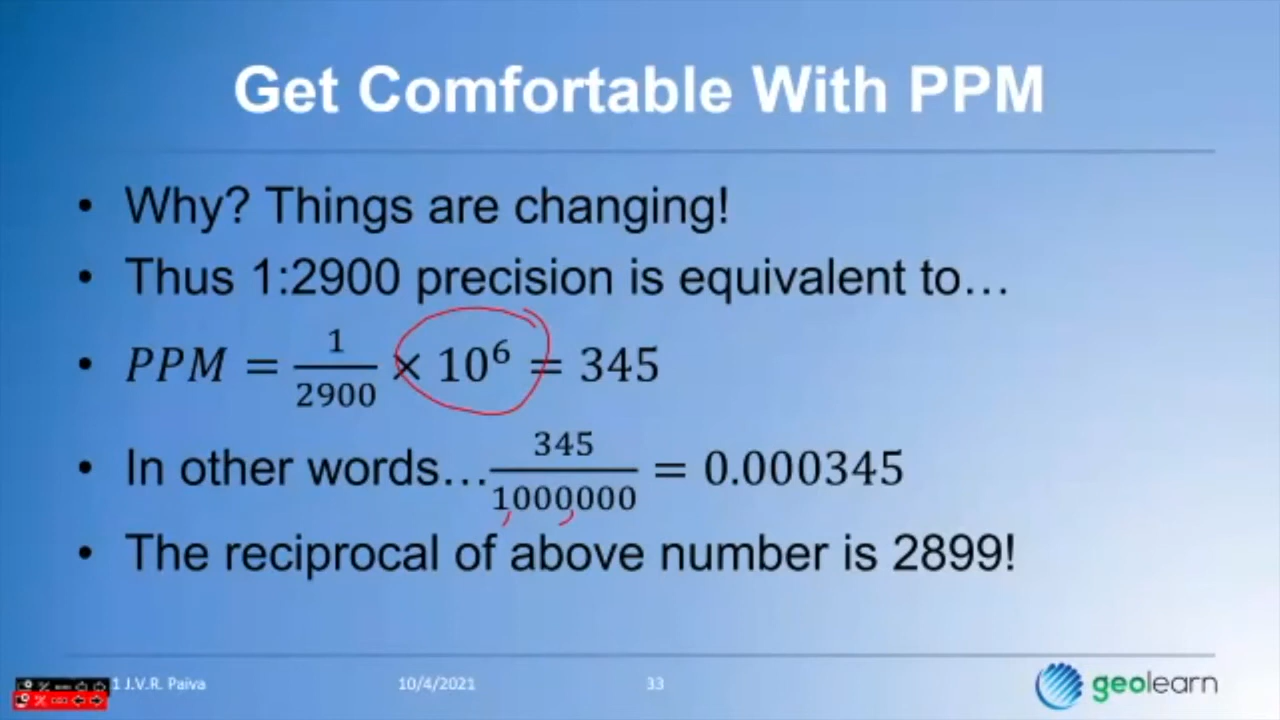 Get Comfortable With PPM
• Why? Things are changing!
• Thus 1:2900 precision is equivalent to…
• PPM = 1/2900 × 10⁶ = 345
• In other words… 345/1000000 = 0.000345
• The reciprocal of above number is 2899!
1 J.V.R. Paiva 10/4/2021 33 geolearn